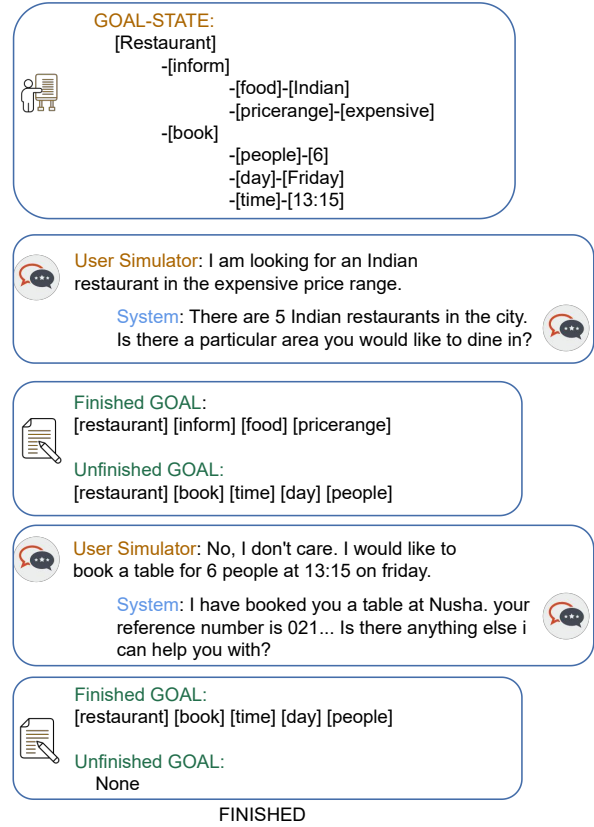 GOAL-STATE:
[Restaurant]
-[inform]
-[food]-[Indian]
-[pricerange]-[expensive]
-[book]
-[people]-[6]
-[day]-[Friday]
-[time]-[13:15]
User Simulator: I am looking for an Indian
restaurant in the expensive price range.
System: There are 5 Indian restaurants in the city.
Is there a particular area you would like to dine in?
Finished GOAL:
[restaurant] [inform] [food] [pricerange]
Unfinished GOAL:
[restaurant] [book] [time] [day] [people]
User Simulator: No, I don't care. I would like to
book a table for 6 people at 13:15 on friday.
System: I have booked you a table at Nusha. your
reference number is 021... Is there anything else i
can help you with?
Finished GOAL:
[restaurant] [book] [time] [day] [people]
Unfinished GOAL:
None
FINISHED